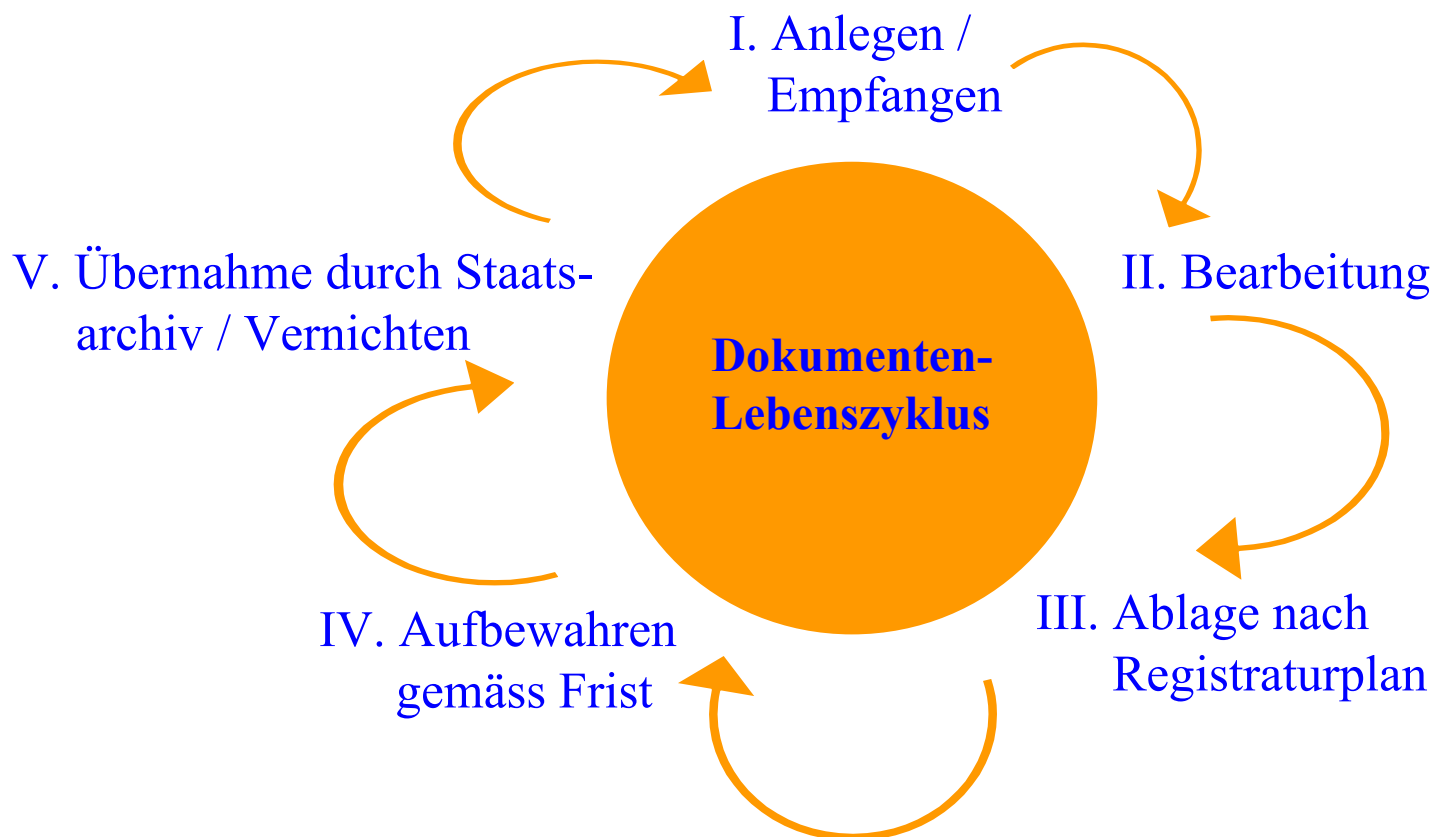 I. Anlegen /
Empfangen
II. Bearbeitung
III. Ablage nach
Registraturplan
IV. Aufbewahren
gemäss Frist
V. Übernahme durch Staats-
archiv / Vernichten
Dokumenten-
Lebenszyklus